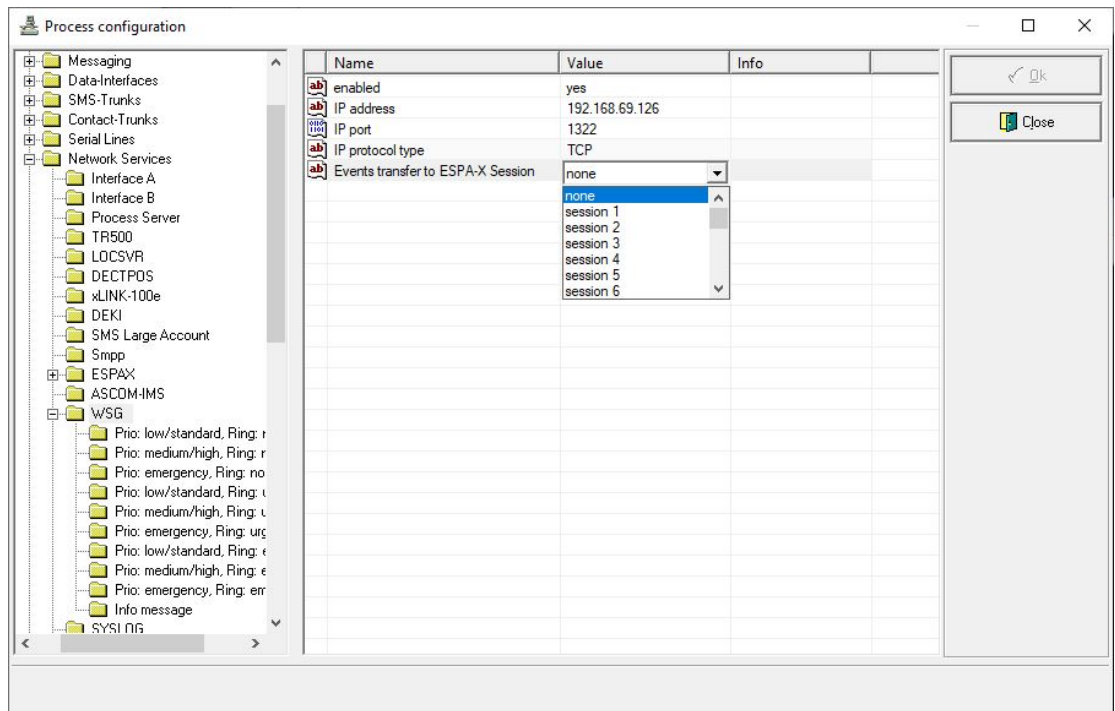 Process configuration
Messaging
Data-Interfaces
SMS-Trunks
Contact-Trunks
Serial Lines
Network Services
Interface A
Interface B
Process Server
TR500
LOCSVR
DECTPOS
xLINK-100e
DEKI
SMS Large Account
Smpp
ESPAX
ASCOM-IMS
WSG
Prio: low/standard, Ring: r
Prio: medium/high, Ring: r
Prio: emergency, Ring: no
Prio: low/standard, Ring: u
Prio: medium/high, Ring: u
Prio: emergency, Ring: urg
Prio: low/standard, Ring: e
Prio: medium/high, Ring: e
Prio: emergency, Ring: em
Info message
SYSLOG
Name Value Info
enabled yes
IP address 192.168.69.126
IP port 1322
IP protocol type TCP
Events transfer to ESPA-X Session none
none
session 1
session 2
session 3
session 4
session 5
session 6
Ok
Close